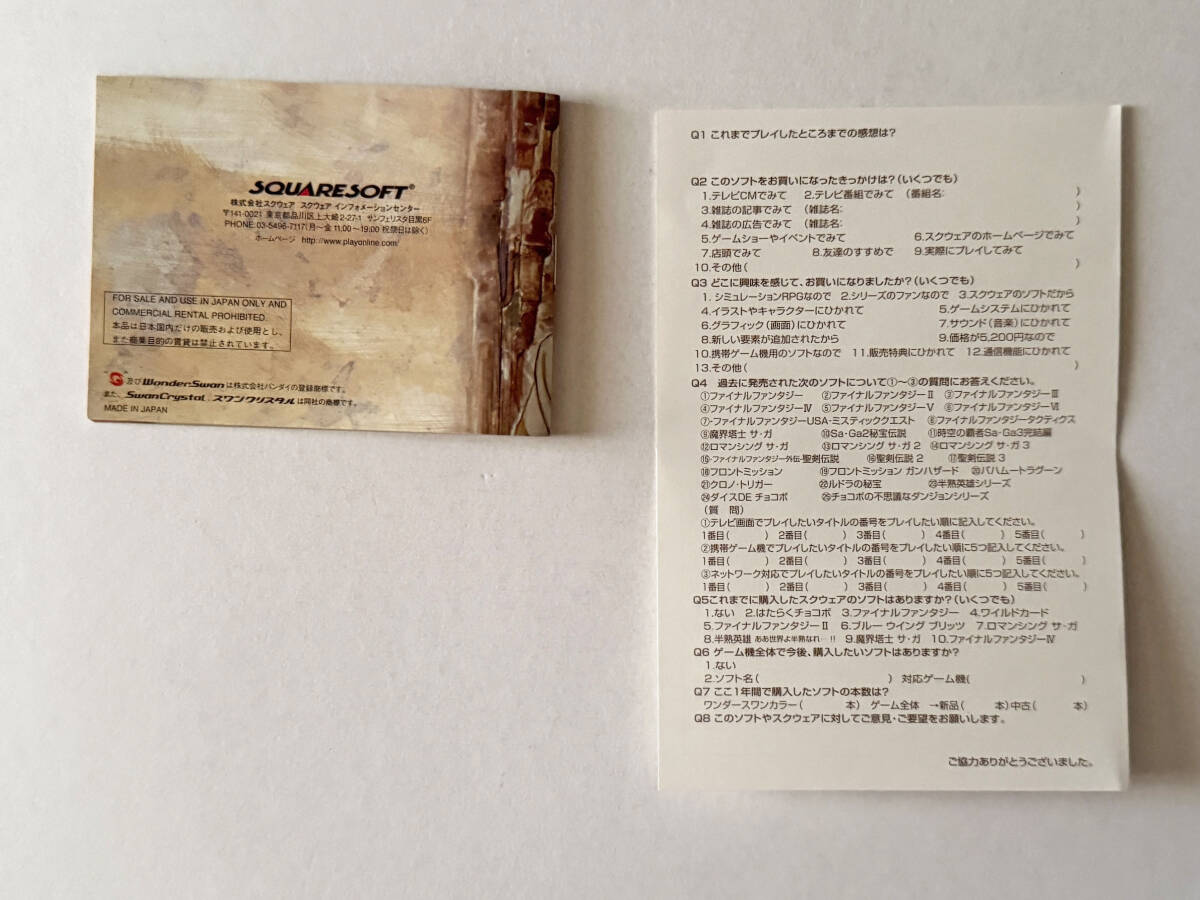 SQUARESOFT®
株式会社スクウェア スクウェア インフォメーションセンター
〒141-0021 東京都品川区上大崎2-27-1 サンフェリスタ目黒6F
PHONE:03-5496-7117(月〜金 11:00〜19:00 祝祭日は除く)
ホームページ http://www.playonline.com/
FOR SALE AND USE IN JAPAN ONLY AND
COMMERCIAL RENTAL PROHIBITED.
本品は日本国内だけの販売および使用とし、
また商業目的の賃貸は禁止されています。
及びWonderSwanは株式会社バンダイの登録商標です。
また、SwanCrystal、スワンクリスタルは同社の商標です。
MADE IN JAPAN
Q1 これまでプレイしたところまでの感想は?
Q2 このソフトをお買いになったきっかけは?(いくつでも)
1.テレビCMでみて 2.テレビ番組でみて (番組名: )
3.雑誌の記事でみて (雑誌名: )
4.雑誌の広告でみて (雑誌名: )
5.ゲームショーやイベントでみて 6.スクウェアのホームページでみて
7.店頭でみて 8.友達のすすめで 9.実際にプレイしてみて
10.その他( )
Q3 どこに興味を感じて、お買いになりましたか?(いくつでも)
1. シミュレーションRPGなので 2.シリーズのファンなので 3.スクウェアのソフトだから
4.イラストやキャラクターにひかれて 5.ゲームシステムにひかれて
6.グラフィック(画面)にひかれて 7.サウンド(音楽)にひかれて
8.新しい要素が追加されたから 9.価格が5,200円なので
10.携帯ゲーム機用のソフトなので 11.販売特典にひかれて 12.通信機能にひかれて
13.その他( )
Q4 過去に発売された次のソフトについて①〜③の質問にお答えください。
①ファイナルファンタジー ②ファイナルファンタジーⅡ ③ファイナルファンタジーⅢ
④ファイナルファンタジーⅣ ⑤ファイナルファンタジーⅤ ⑥ファイナルファンタジーⅥ
⑦・ファイナルファンタジーUSA・ミスティッククエスト ⑧ファイナルファンタジータクティクス
⑨魔界塔士 サ・ガ ⑩Sa・Ga2秘宝伝説 ⑪時空の覇者Sa・Ga3完結編
⑫ロマンシング サ・ガ ⑬ロマンシング サ・ガ 2 ⑭ロマンシング サ・ガ 3
⑮-ファイナルファンタジー外伝-聖剣伝説 ⑯聖剣伝説 2 ⑰聖剣伝説 3
⑱フロントミッション ⑲フロントミッション ガンハザード ⑳バハムートラグーン
㉑クロノ・トリガー ㉒ルドラの秘宝 ㉓半熟英雄シリーズ
㉔ダイスDE チョコボ ㉕チョコボの不思議なダンジョンシリーズ
(質 問)
①テレビ画面でプレイしたいタイトルの番号をプレイしたい順に記入してください。
1番目( ) 2番目( ) 3番目( ) 4番目( ) 5番目( )
②携帯ゲーム機でプレイしたいタイトルの番号をプレイしたい順に5つ記入してください。
1番目( ) 2番目( ) 3番目( ) 4番目( ) 5番目( )
③ネットワーク対応でプレイしたいタイトルの番号をプレイしたい順に5つ記入してください。
1番目( ) 2番目( ) 3番目( ) 4番目( ) 5番目( )
Q5これまでに購入したスクウェアのソフトはありますか?(いくつでも)
1.ない 2.はたらくチョコボ 3.ファイナルファンタジー 4.ワイルドカード
5.ファイナルファンタジーⅡ 6.ブルー ウイング ブリッツ 7.ロマンシング サ・ガ
8.半熟英雄 ああ世界よ半熟なれ…!! 9.魔界塔士 サ・ガ 10.ファイナルファンタジーⅣ
Q6 ゲーム機全体で今後、購入したいソフトはありますか?
1.ない
2.ソフト名( ) 対応ゲーム機( )
Q7 ここ1年間で購入したソフトの本数は?
ワンダースワンカラー( 本) ゲーム全体 →新品( 本)中古( 本)
Q8 このソフトやスクウェアに対してご意見・ご要望をお願いします。
ご協力ありがとうございました。